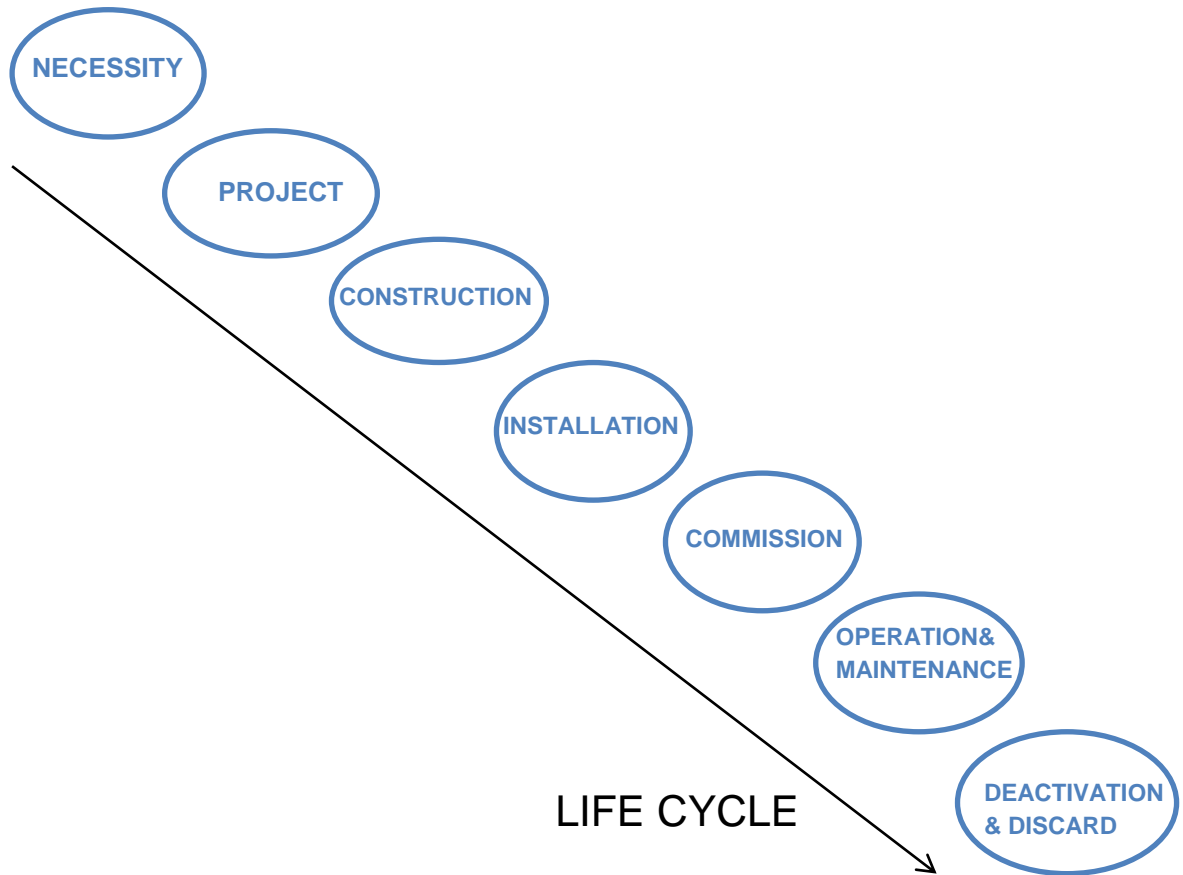 NECESSITY
PROJECT
CONSTRUCTION
INSTALLATION
COMMISSION
OPERATION&
MAINTENANCE
DEACTIVATION
& DISCARD
LIFE CYCLE